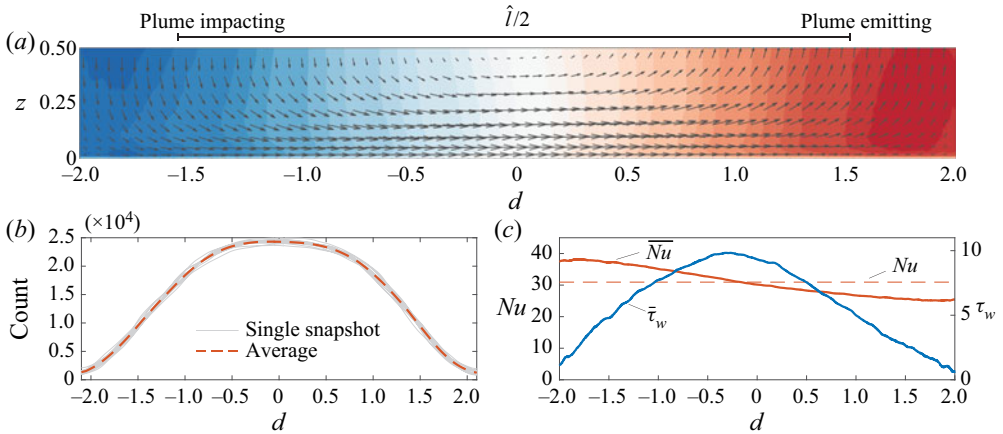 Plume impacting l̂/2 Plume emitting
(a)
0.50
z 0.25
0
−2.0 −1.5 −1.0 −0.5 0 0.5 1.0 1.5 2.0
d
(b) (×10⁴)
2.5
2.0
1.5
1.0
0.5
0
Count
Single snapshot
Average
−2.0 −1.5 −1.0 −0.5 0 0.5 1.0 1.5 2.0
d
(c)
40
30
20
10
0
Nu
N̅u̅
Nu
τ̄w
10
5
0
τw
−2.0 −1.5 −1.0 −0.5 0 0.5 1.0 1.5 2.0
d